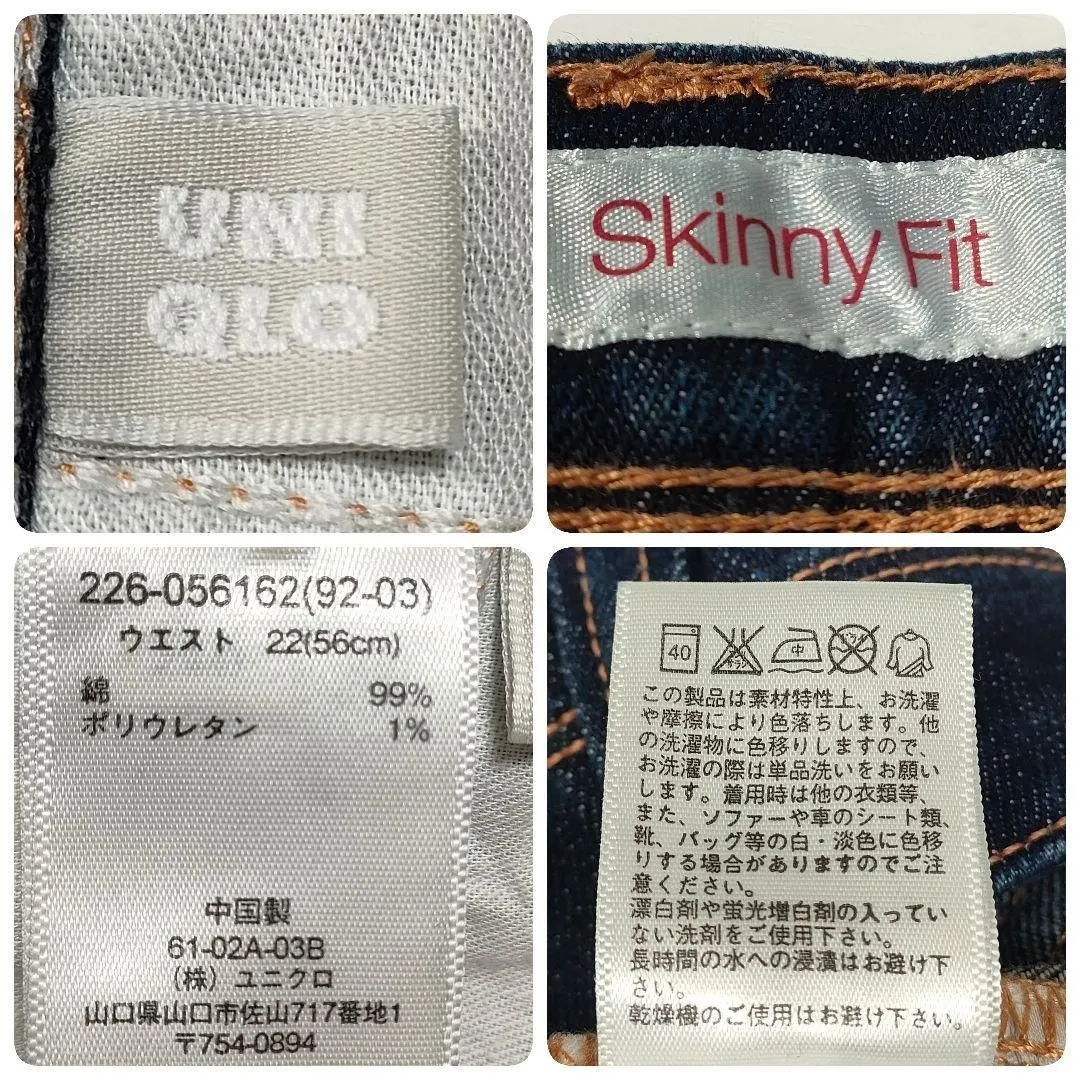 UNI
QLO
Skinny Fit
226-056162(92-03)
ウエスト 22(56cm)
綿 99%
ポリウレタン 1%
中国製
61-02A-03B
(株) ユニクロ
山口県山口市佐山717番地1
〒754-0894
40 中
この製品は素材特性上、お洗濯
や摩擦により色落ちします。他
の洗濯物に色移りしますので、
お洗濯の際は単品洗いをお願い
します。着用時は他の衣類等、
また、ソファーや車のシート類、
靴、バッグ等の白・淡色に色移
りする場合がありますのでご注
意ください。
漂白剤や蛍光増白剤の入ってい
ない洗剤をご使用下さい。
長時間の水への浸漬はお避け下
さい。
乾燥機のご使用はお避け下さい。